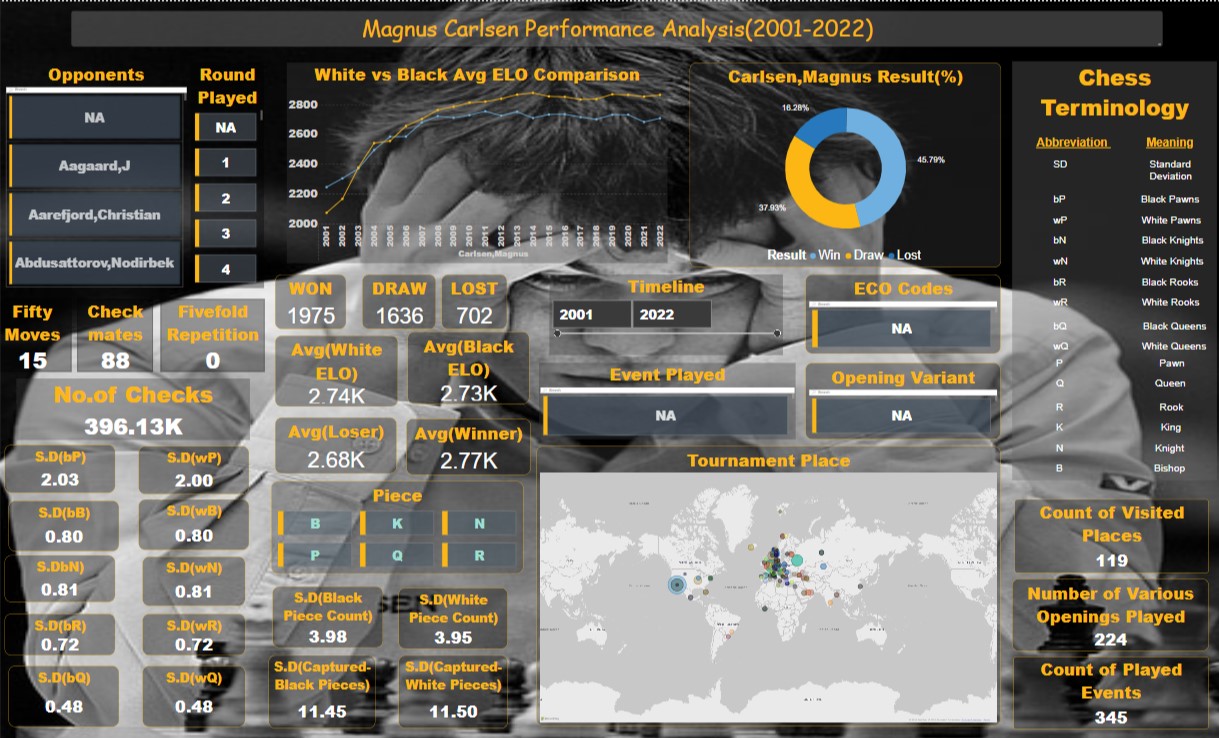 Magnus Carlsen Performance Analysis(2001-2022)
Opponents
NA
Aagaard,J
Aarefjord,Christian
Abdusattorov,Nodirbek
Round
Played
NA
1
2
3
4
White vs Black Avg ELO Comparison
2800
2600
2400
2200
2000
2001
2002
2003
2004
2005
2006
2007
2008
2009
2010
2011
2012
2013
2014
2015
2016
2017
2018
2019
2020
2021
2022
Carlsen,Magnus
Carlsen,Magnus Result(%)
16.28%
45.79%
37.93%
Result Win Draw Lost
Chess
Terminology
Abbreviation Meaning
SD Standard
Deviation
bP Black Pawns
wP White Pawns
bN Black Knights
wN White Knights
bR Black Rooks
wR White Rooks
bQ Black Queens
wQ White Queens
P Pawn
Q Queen
R Rook
K King
N Knight
B Bishop
Fifty
Moves
15
Check
mates
88
Fivefold
Repetition
0
WON
1975
DRAW
1636
LOST
702
Timeline
2001 2022
ECO Codes
NA
Avg(White
ELO)
2.74K
Avg(Black
ELO)
2.73K
Event Played
NA
Opening Variant
NA
No.of Checks
396.13K
Avg(Loser)
2.68K
Avg(Winner)
2.77K
S.D(bP)
2.03
S.D(wP)
2.00
S.D(bB)
0.80
S.D(wB)
0.80
S.DbN)
0.81
S.D(wN)
0.81
S.D(bR)
0.72
S.D(wR)
0.72
S.D(bQ)
0.48
S.D(wQ)
0.48
Piece
B K N
P Q R
S.D(Black
Piece Count)
3.98
S.D(White
Piece Count)
3.95
S.D(Captured-
Black Pieces)
11.45
S.D(Captured-
White Pieces)
11.50
Tournament Place
Count of Visited
Places
119
Number of Various
Openings Played
224
Count of Played
Events
345